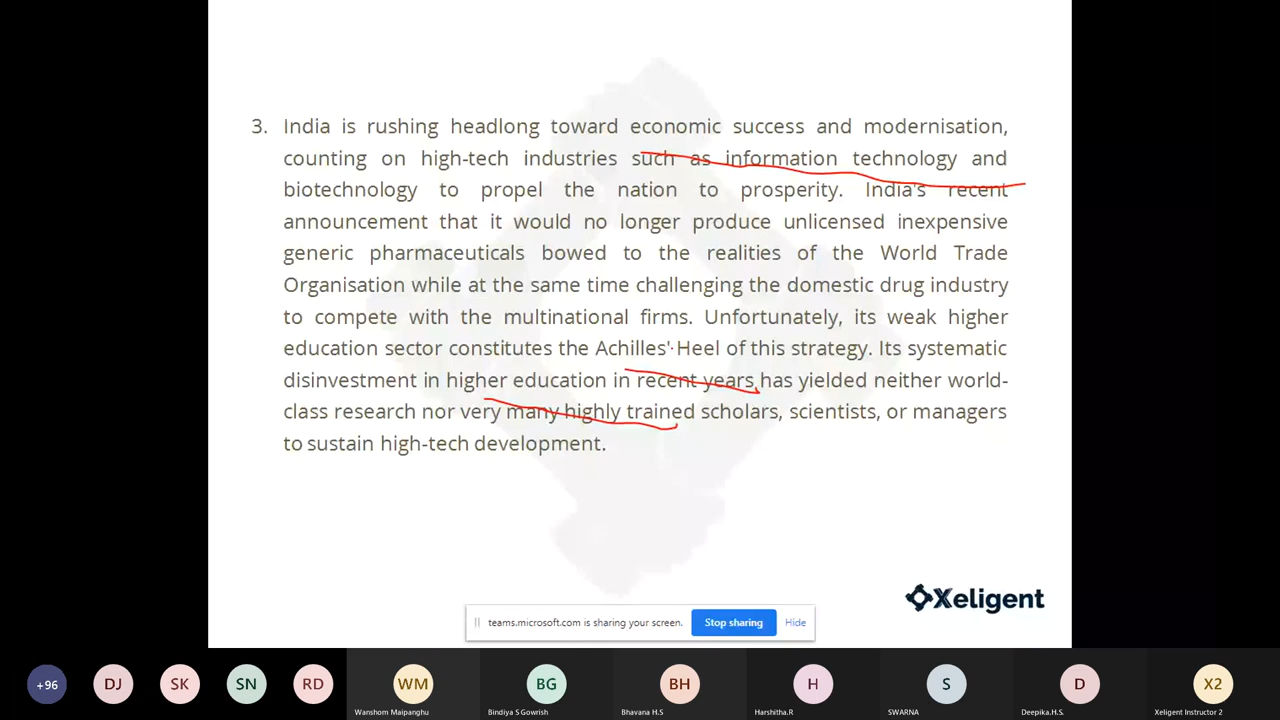 3. India is rushing headlong toward economic success and modernisation,
counting on high-tech industries such as information technology and
biotechnology to propel the nation to prosperity. India's recent
announcement that it would no longer produce unlicensed inexpensive
generic pharmaceuticals bowed to the realities of the World Trade
Organisation while at the same time challenging the domestic drug industry
to compete with the multinational firms. Unfortunately, its weak higher
education sector constitutes the Achilles' Heel of this strategy. Its systematic
disinvestment in higher education in recent years has yielded neither world-
class research nor very many highly trained scholars, scientists, or managers
to sustain high-tech development.
Xeligent
teams.microsoft.com is sharing your screen. Stop sharing Hide
+96 DJ SK SN RD WM BG BH H S D X2
Wanshom Maipanghu Bindiya S Gowrish Bhavana H.S Harshitha.R SWARNA Deepika.H.S. Xeligent Instructor 2